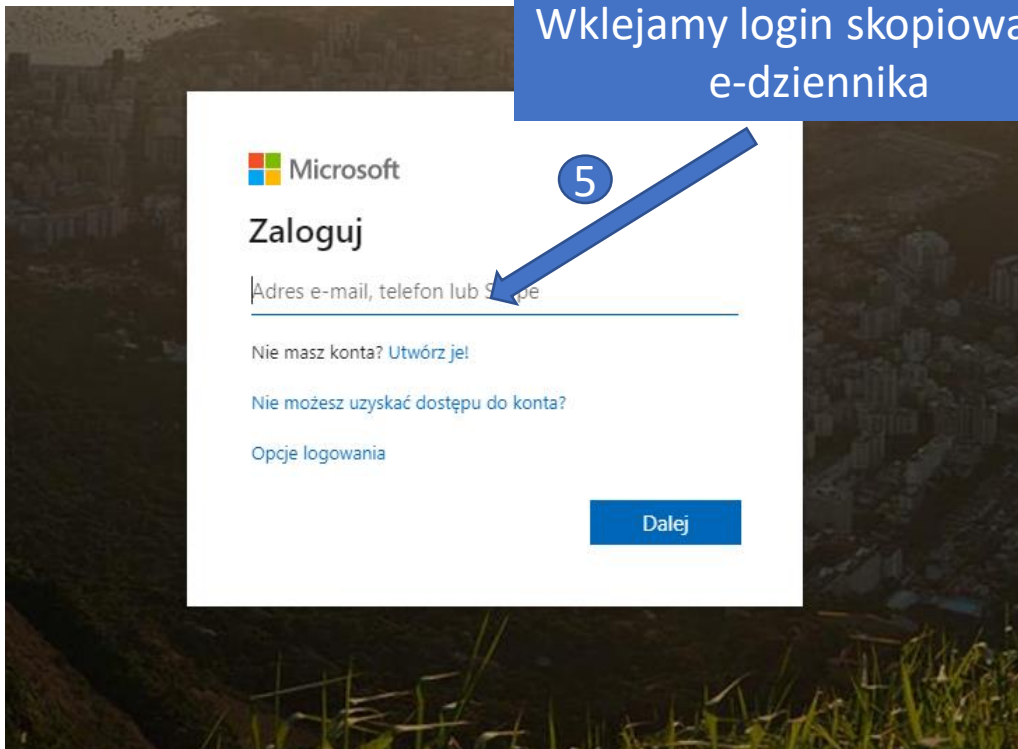 Wklejamy login
e-dziennika
5
Microsoft
Zaloguj
Adres e-mail, telefon lub
Nie masz konta? Utwórz je!
Nie możesz uzyskać dostępu do konta?
Opcje logowania
Dalej